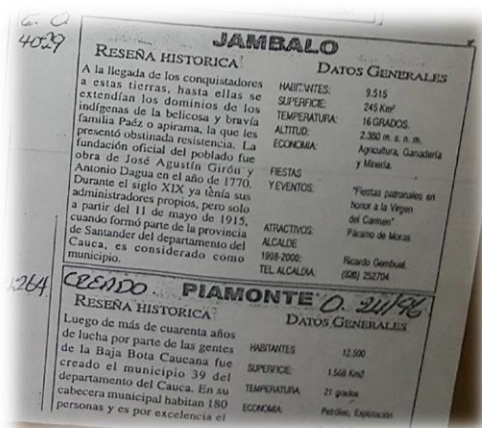 4029
JAMBALO
RESEÑA HISTORICA
A la llegada de los conquistadores
a estas tierras, hasta ellas se
extendían los dominios de los
indígenas de la belicosa y bravía
familia Paéz o apirama, la que les
presentó obstinada resistencia. La
fundación oficial del poblado fue
obra de José Agustín Girón y
Antonio Dagua en el año de 1770.
Durante el siglo XIX ya tenía sus
administradores propios, pero solo
a partir del 11 de mayo de 1915,
cuando formó parte de la provincia
de Santander del departamento del
Cauca, es considerado como
municipio.
DATOS GENERALES
HABITANTES: 9.515
SUPERFICIE: 245 Km²
TEMPERATURA: 16 GRADOS.
ALTITUD: 2.380 m. s. n. m.
ECONOMIA: Agricultura, Ganadería
y Minería.
FIESTAS
Y EVENTOS: "Fiestas patronales en
honor a la Virgen
del Carmen"
ATRACTIVOS: Páramo de Moras
ALCALDE
1998-2000: Ricardo Gembuel.
TEL. ALCALDIA: (926) 252704
264
CREADO PIAMONTE O. 24/96
RESEÑA HISTORICA
Luego de más de cuarenta años
de lucha por parte de las gentes
de la Baja Bota Caucana fue
creado el municipio 39 del
departamento del Cauca. En su
cabecera municipal habitan 180
personas y es por excelencia el
DATOS GENERALES
HABITANTES 12.500
SUPERFICIE: 1.568 Km2
TEMPERATURA: 21 grados
ECONOMIA: Petróleo, Explotación